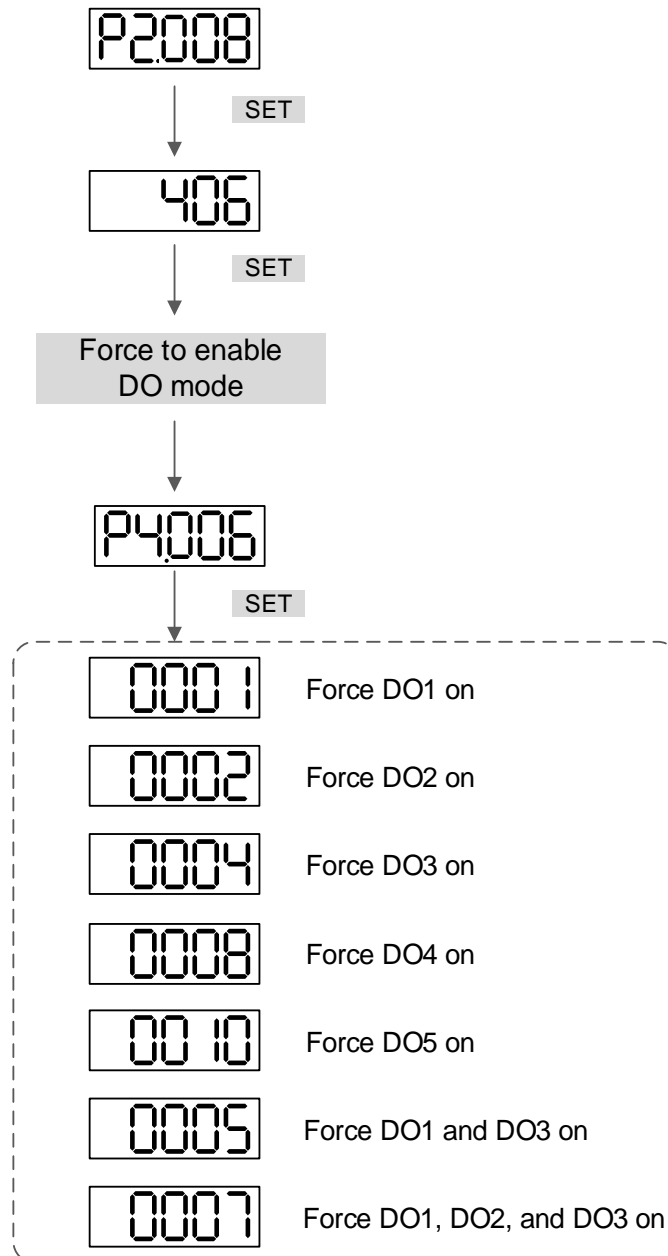 P2.008
SET
406
SET
Force to enable
DO mode
P4.006
SET
0001 Force DO1 on
0002 Force DO2 on
0004 Force DO3 on
0008 Force DO4 on
0010 Force DO5 on
0005 Force DO1 and DO3 on
0007 Force DO1, DO2, and DO3 on